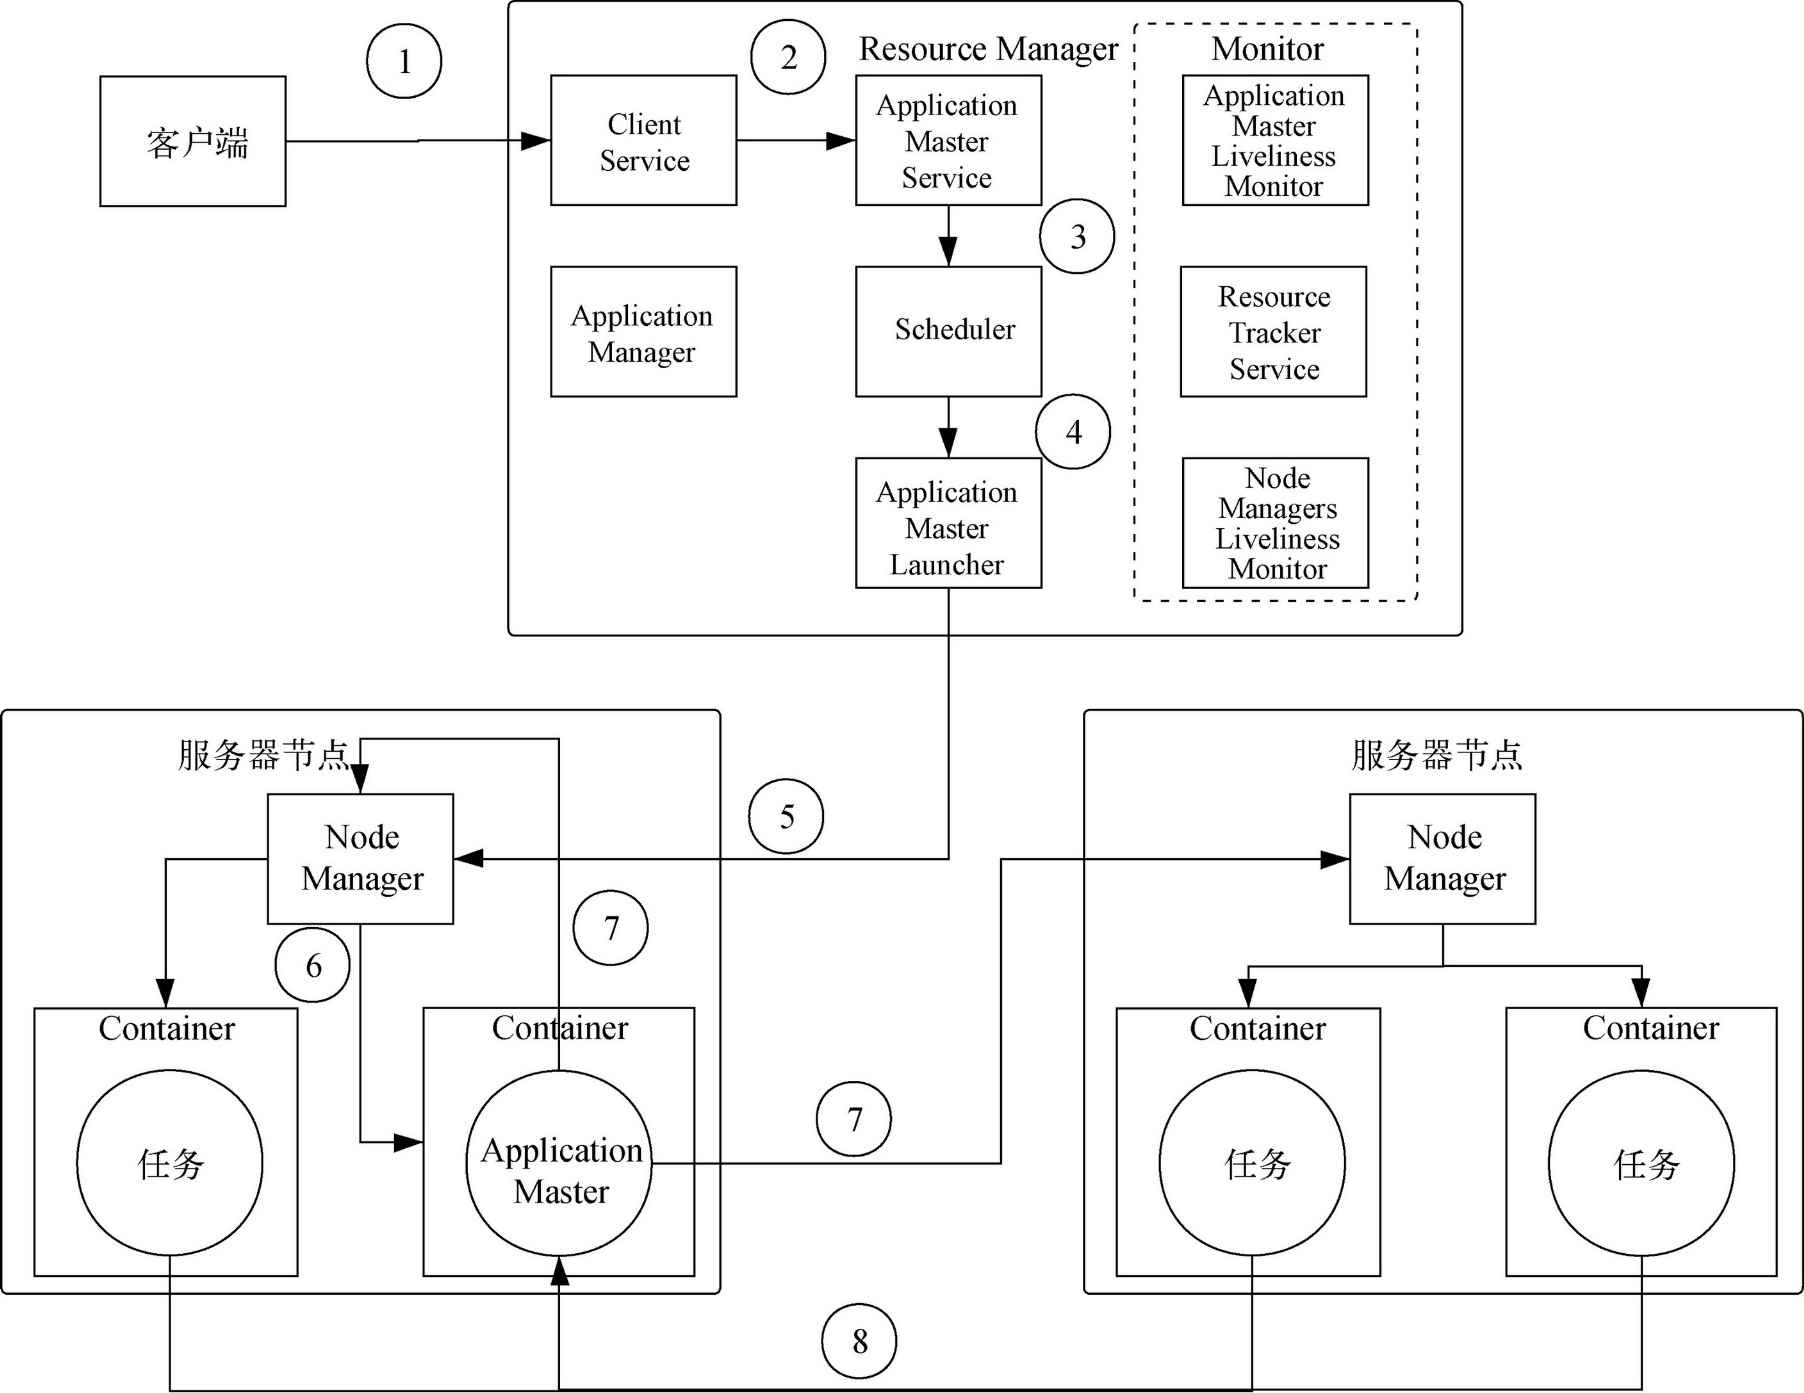 1
2
Resource Manager
Monitor
客户端
Client
Service
Application
Master
Service
Application
Master
Liveliness
Monitor
3
Application
Manager
Scheduler
Resource
Tracker
Service
4
Application
Master
Launcher
Node
Managers
Liveliness
Monitor
服务器节点
Node
Manager
5
7
6
Container
任务
Container
Application
Master
7
服务器节点
Node
Manager
Container
任务
Container
任务
8